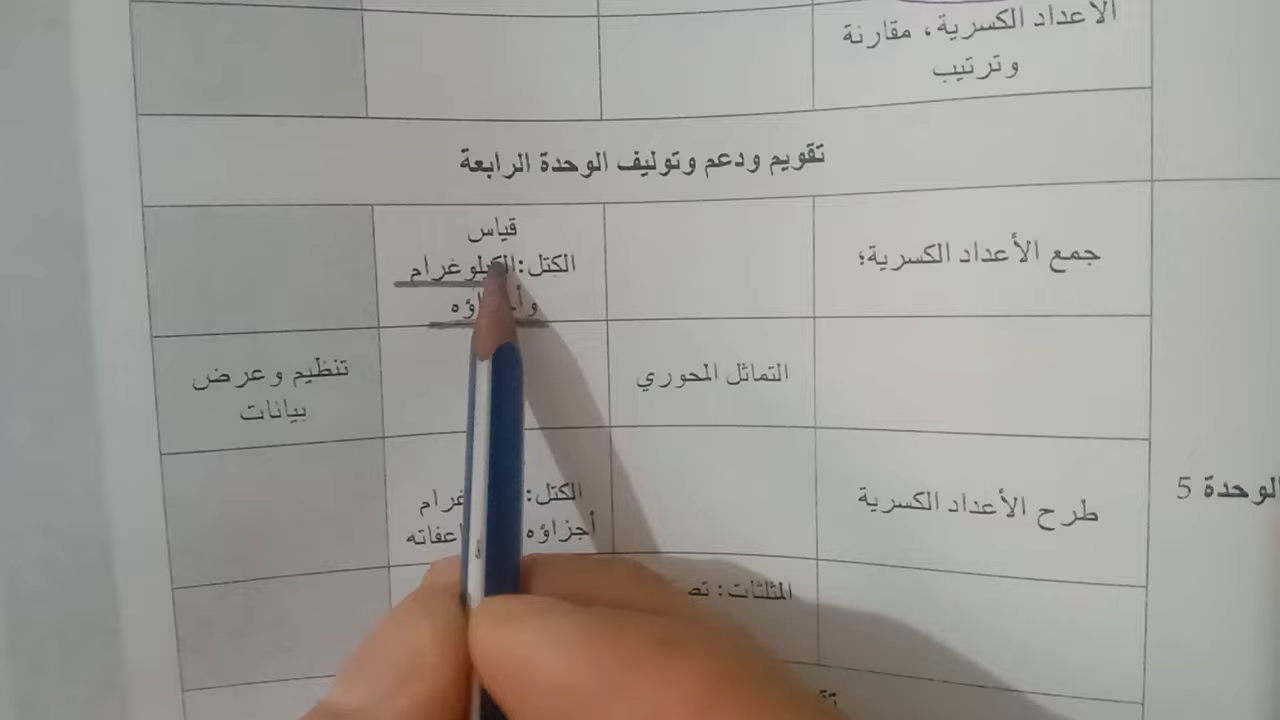 الأعداد الكسرية، مقارنة
وترتيب
تقويم ودعم وتوليف الوحدة الرابعة
جمع الأعداد الكسرية؛
قياس
الكتل: الكيلوغرام
وأجزاؤه
التماثل المحوري
تنظيم وعرض
بيانات
الوحدة 5
طرح الأعداد الكسرية
الكتل:
أجزاؤه
المثلثات: